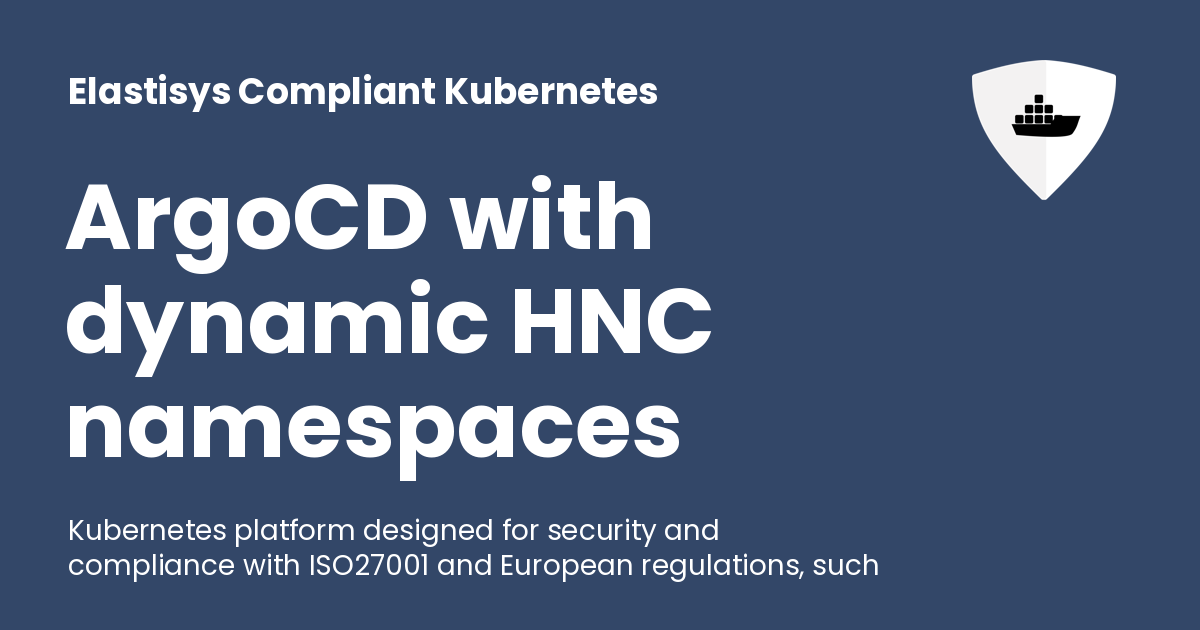 Elastisys Compliant Kubernetes
ArgoCD with
dynamic HNC
namespaces
Kubernetes platform designed for security and
compliance with ISO27001 and European regulations, such